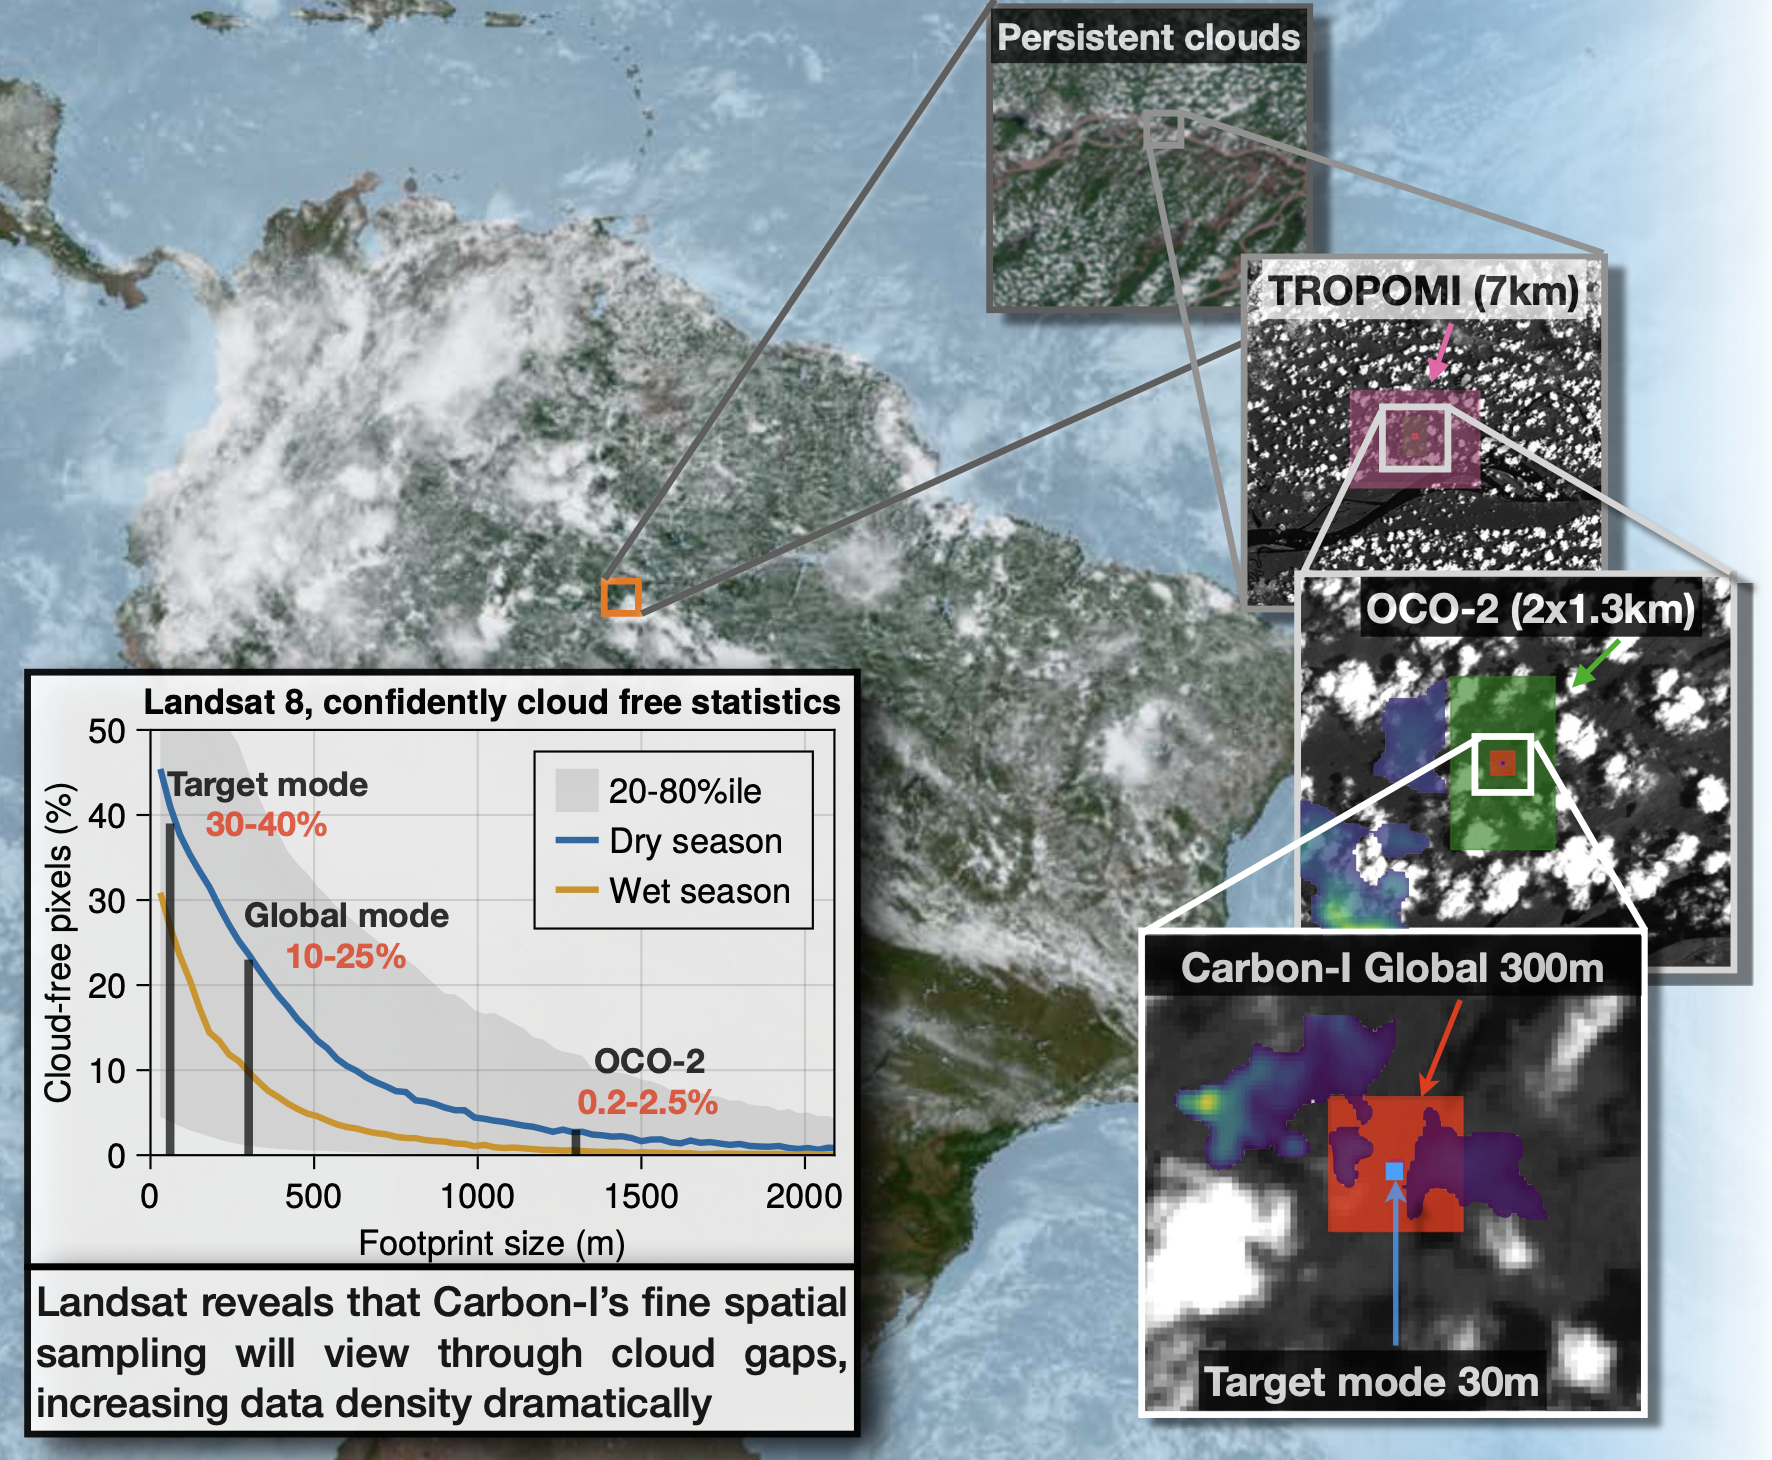 Persistent clouds
TROPOMI (7km)
OCO-2 (2x1.3km)
Carbon-I Global 300m
Target mode 30m
Landsat 8, confidently cloud free statistics
Cloud-free pixels (%)
50
40
30
20
10
0
Target mode
30-40%
Global mode
10-25%
OCO-2
0.2-2.5%
20-80%ile
Dry season
Wet season
0 500 1000 1500 2000
Footprint size (m)
Landsat reveals that Carbon-I's fine spatial
sampling will view through cloud gaps,
increasing data density dramatically